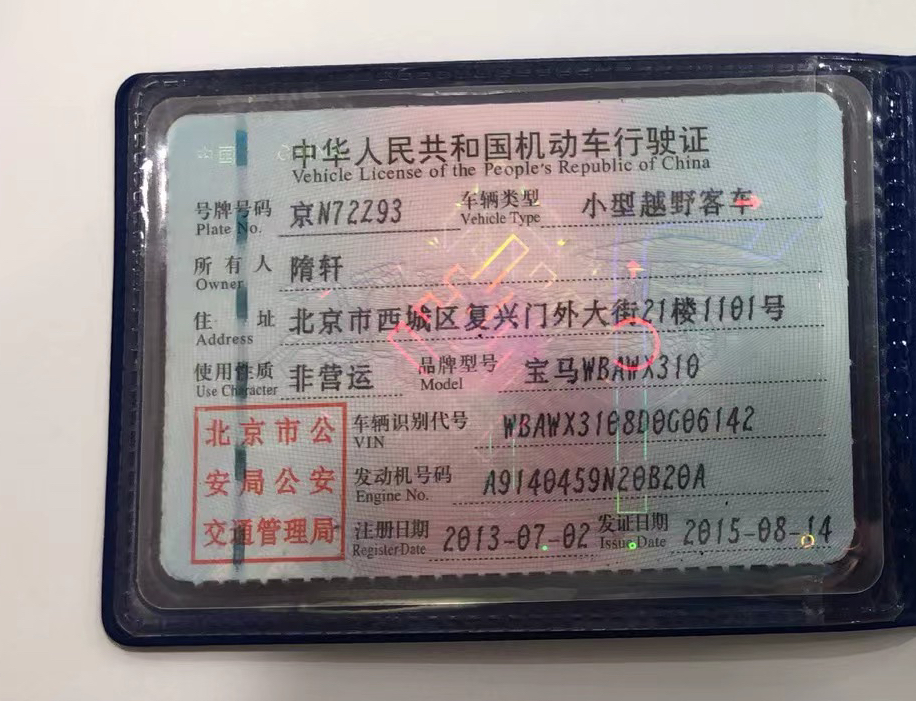 中国 C
中华人民共和国机动车行驶证
Vehicle License of the People's Republic of China
号牌号码 京N72Z93 车辆类型 小型越野客车
Plate No. Vehicle Type
所有人 隋轩
Owner
住址 北京市西城区复兴门外大街21楼1101号
Address
使用性质 非营运 品牌型号 宝马WBAWX310
Use Character Model
北京市公 车辆识别代号 WBAWX3108D0G06142
VIN
安局公安 发动机号码 A9140459N20B20A
Engine No.
交通管理局 注册日期 2013-07-02 发证日期 2015-08-14
Register Date Issue Date